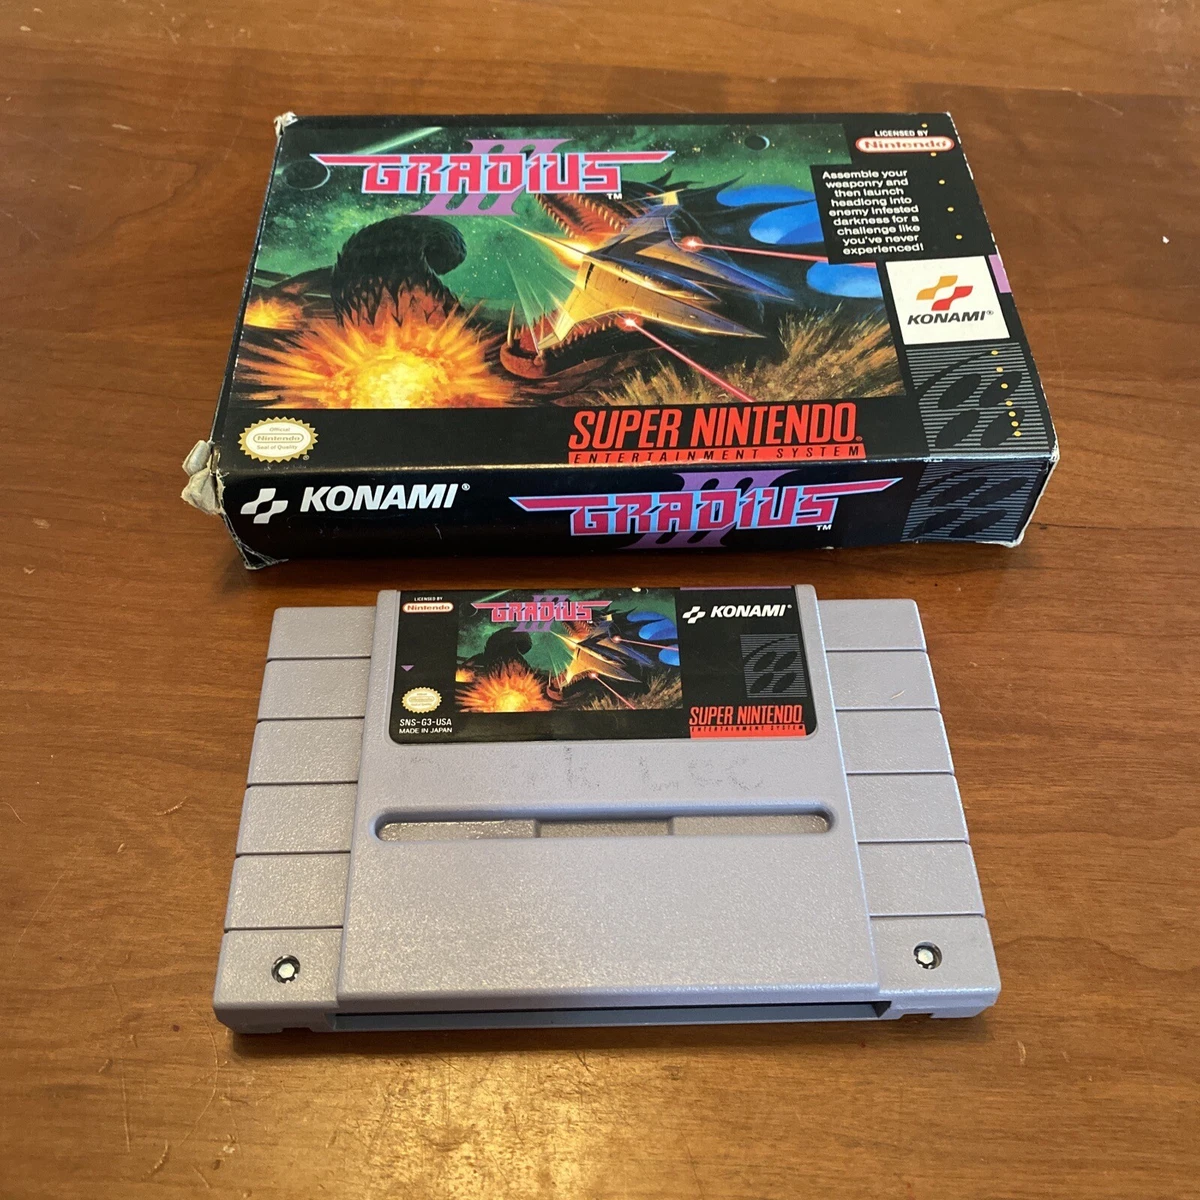 III
GRADIUS
TM
LICENSED BY
Nintendo
Assemble your
weaponry and
then launch
headlong into
enemy infested
darkness for a
challenge like
you've never
experienced!
KONAMI®
Official
Nintendo
Seal of Quality
SUPER NINTENDO®
ENTERTAINMENT SYSTEM
KONAMI®
III
GRADIUS
TM
LICENSED BY
Nintendo
III
GRADIUS
KONAMI®
SNS-G3-USA
MADE IN JAPAN
SUPER NINTENDO
ENTERTAINMENT SYSTEM
Lee